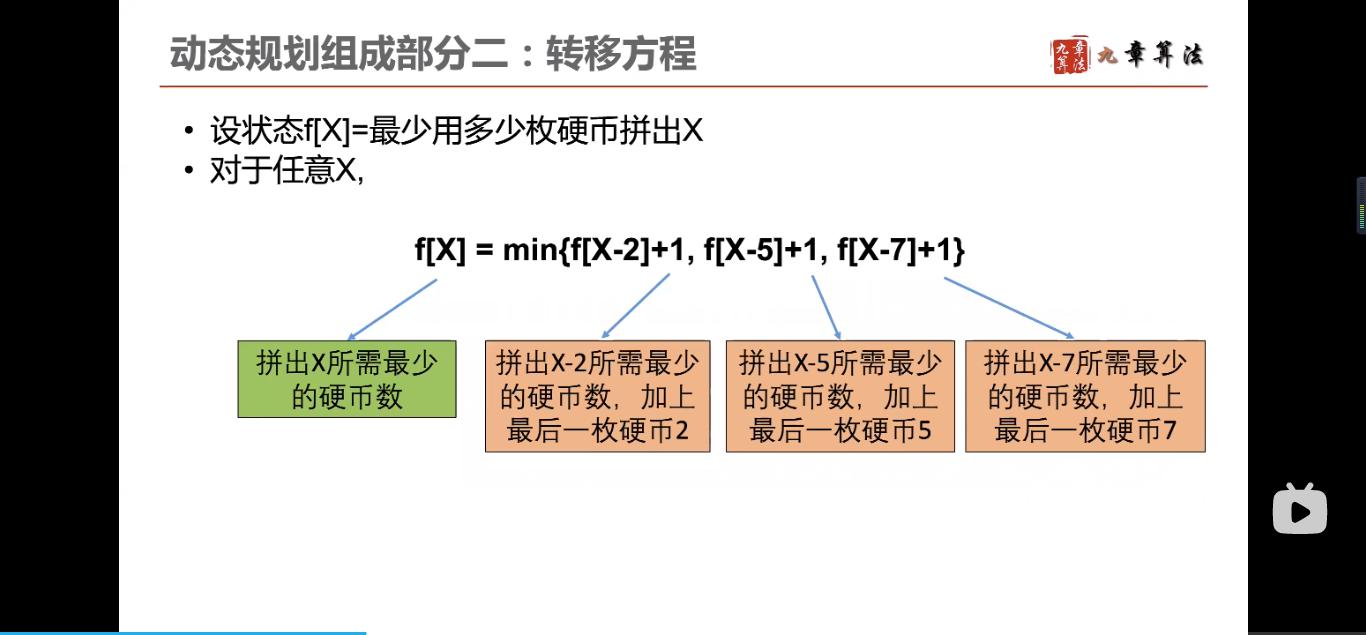 动态规划组成部分二：转移方程
九章算法
九章算法
• 设状态f[X]=最少用多少枚硬币拼出X
• 对于任意X,
f[X] = min{f[X-2]+1, f[X-5]+1, f[X-7]+1}
拼出X所需最少
的硬币数
拼出X-2所需最少
的硬币数，加上
最后一枚硬币2
拼出X-5所需最少
的硬币数，加上
最后一枚硬币5
拼出X-7所需最少
的硬币数，加上
最后一枚硬币7